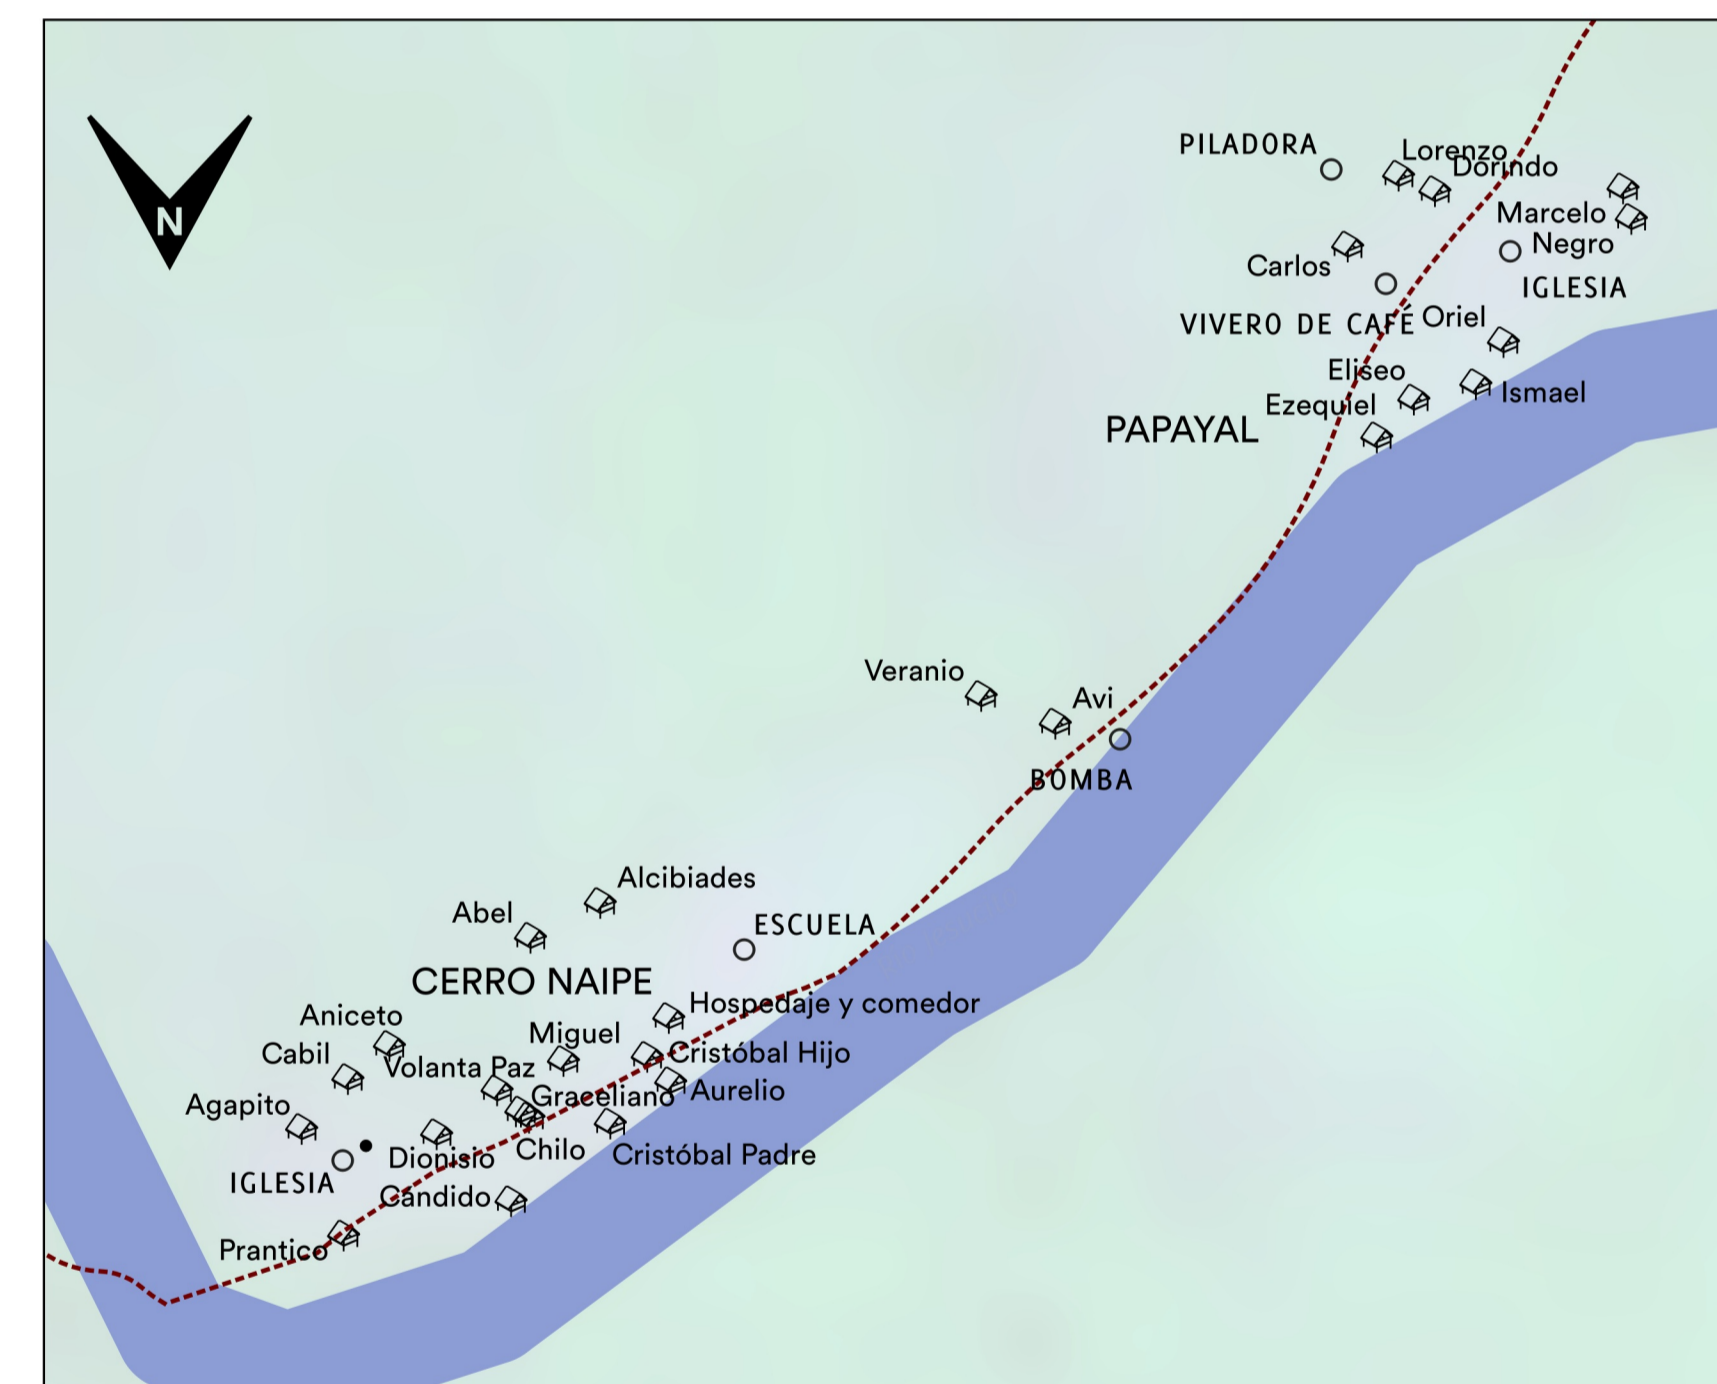 N
PILADORA
Lorenzo
Dorindo
Marcelo
Negro
IGLESIA
Carlos
VIVERO DE CAFÉ
Oriel
Eliseo
Ismael
Ezequiel
PAPAYAL
Veranio
Avi
BOMBA
Alcibiades
Abel
ESCUELA
CERRO NAIPE
Hospedaje y comedor
Aniceto
Miguel
Cabil
Cristóbal Hijo
Volanta Paz
Aurelio
Graceliano
Agapito
Chilo
Cristóbal Padre
Dionisio
IGLESIA
Candido
Prantico